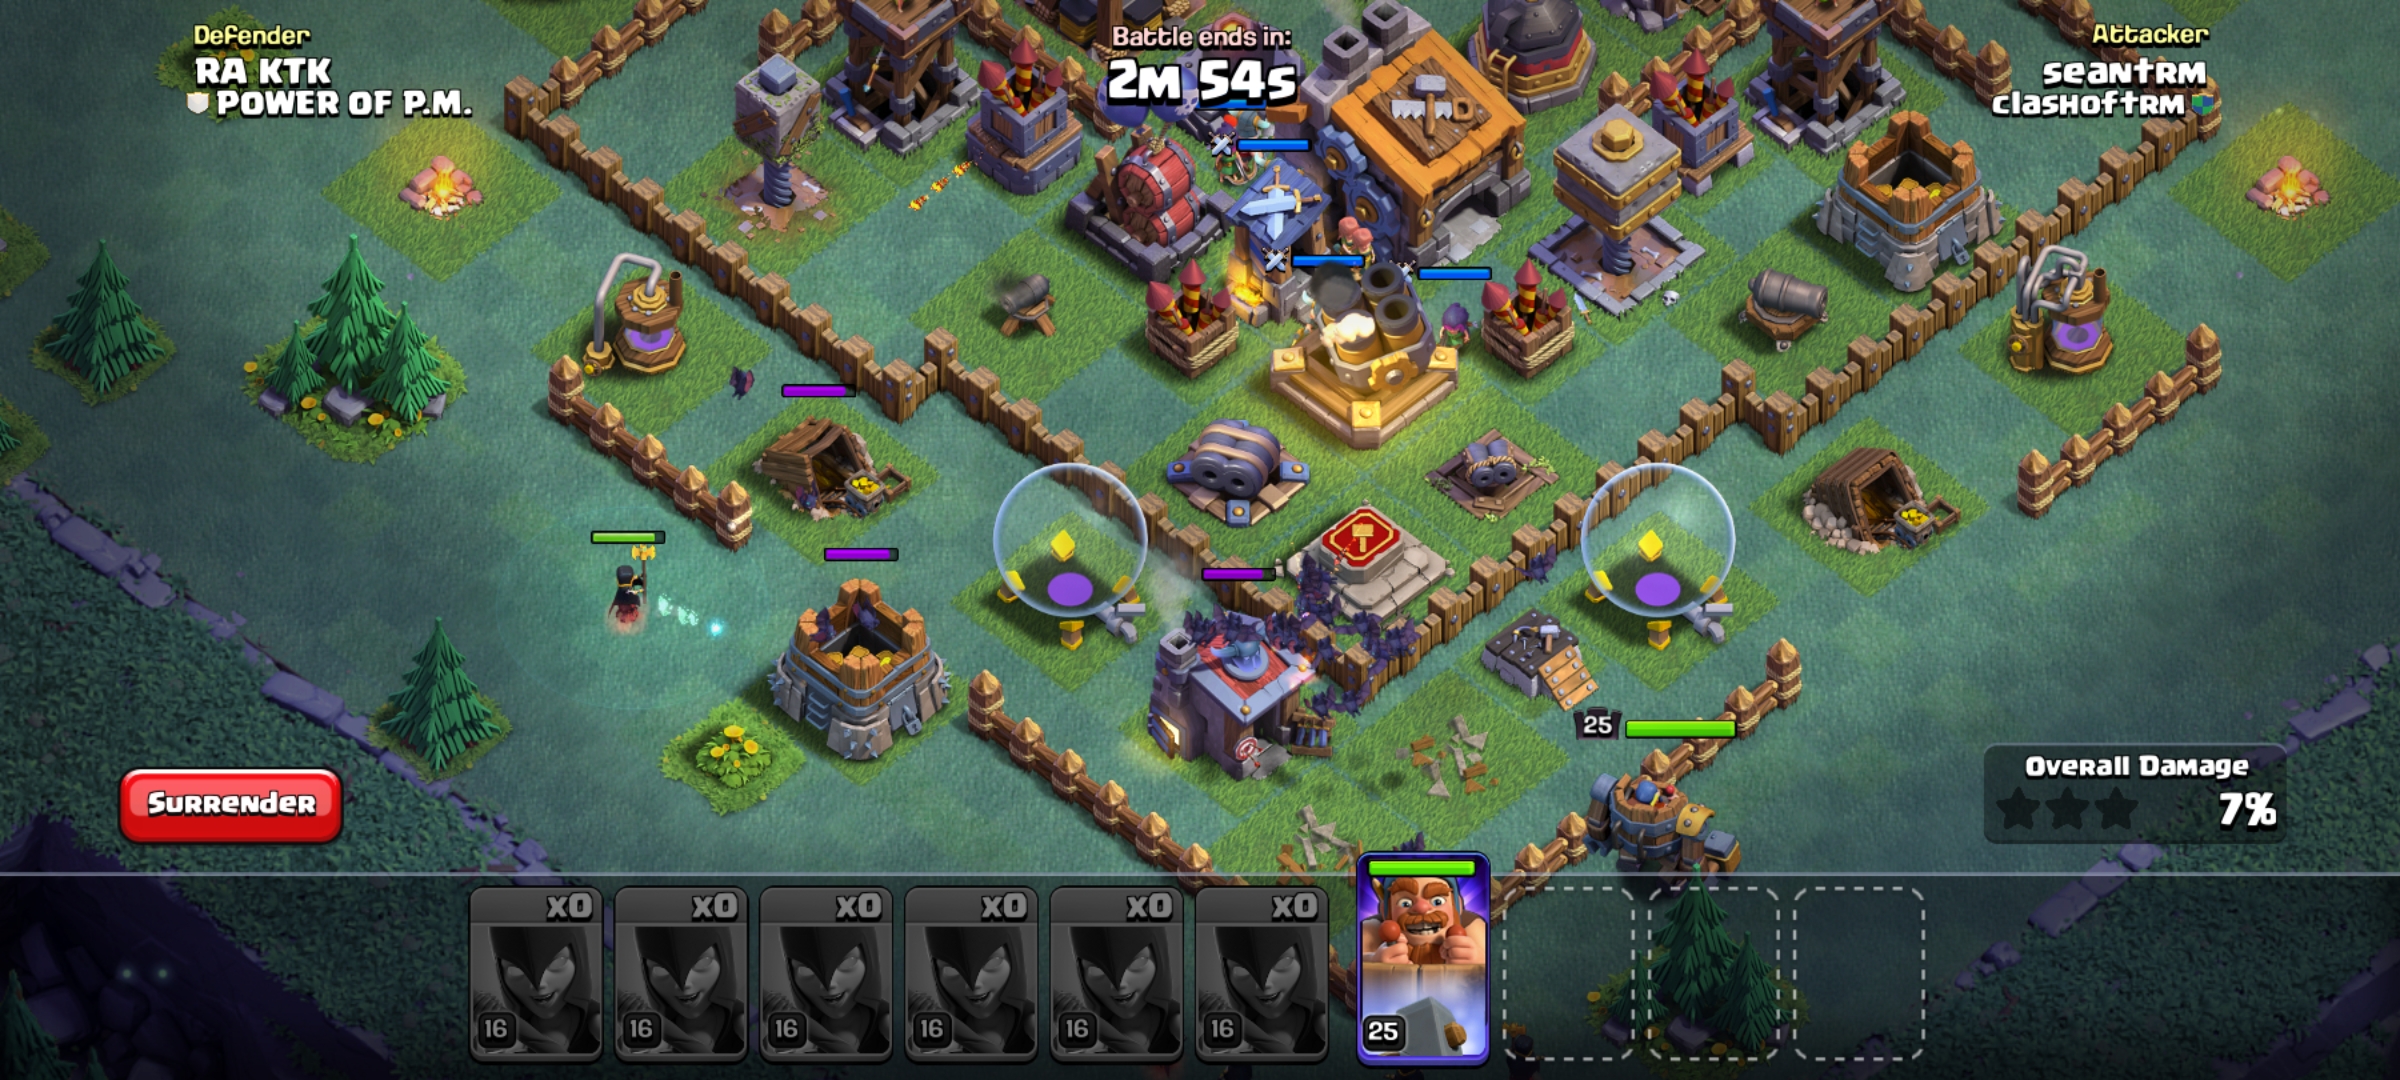 Defender
RA KTK
POWER OF P.M.
Battle ends in:
2M 54S
Attacker
seantRM
clashoftRM
25
Surrender
Overall Damage
7%
x0
x0
x0
x0
x0
x0
16
16
16
16
16
16
25